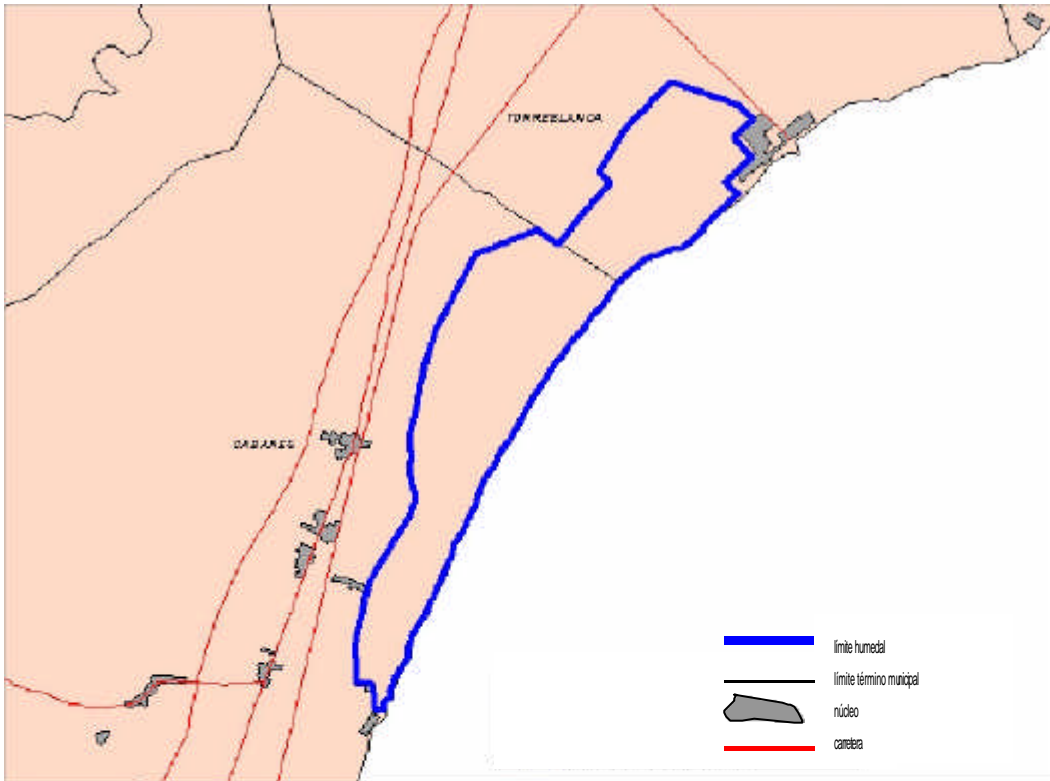 TORREBLANCA
CABANES
límite humedal
límite término municipal
núcleo
carretera